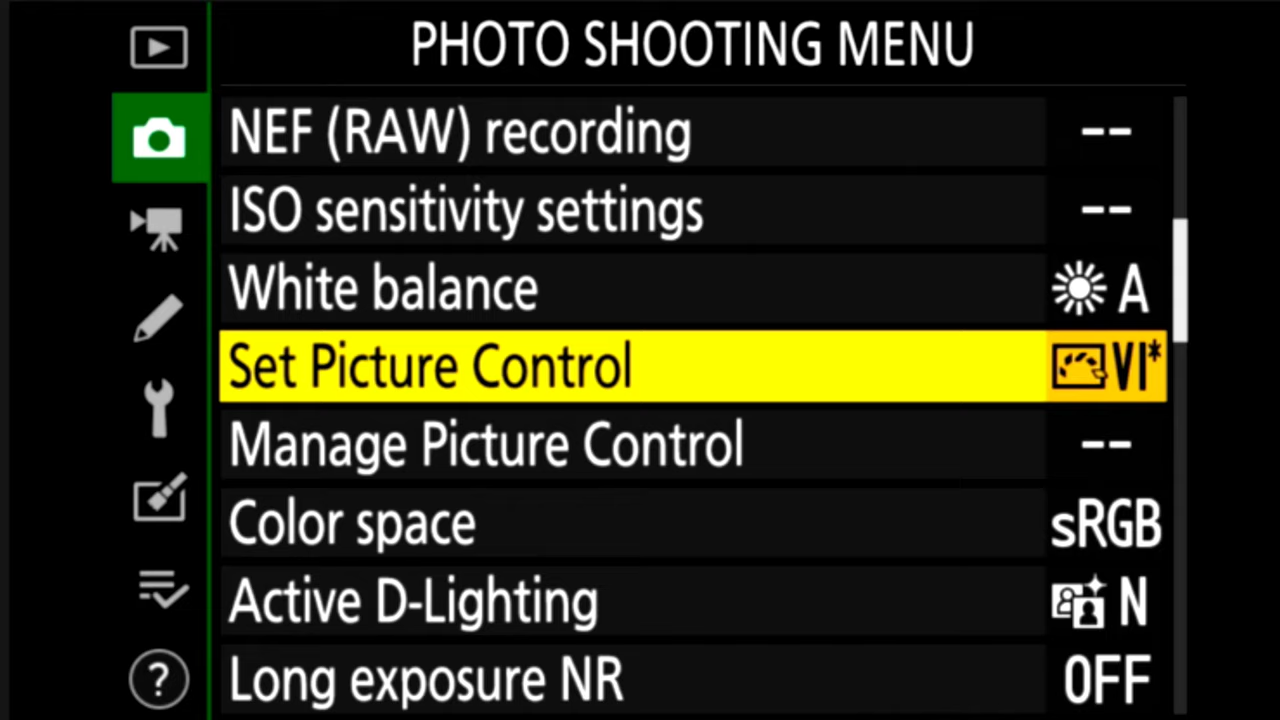 PHOTO SHOOTING MENU
NEF (RAW) recording --
ISO sensitivity settings --
White balance A
Set Picture Control VI*
Manage Picture Control --
Color space sRGB
Active D-Lighting N
Long exposure NR OFF
?